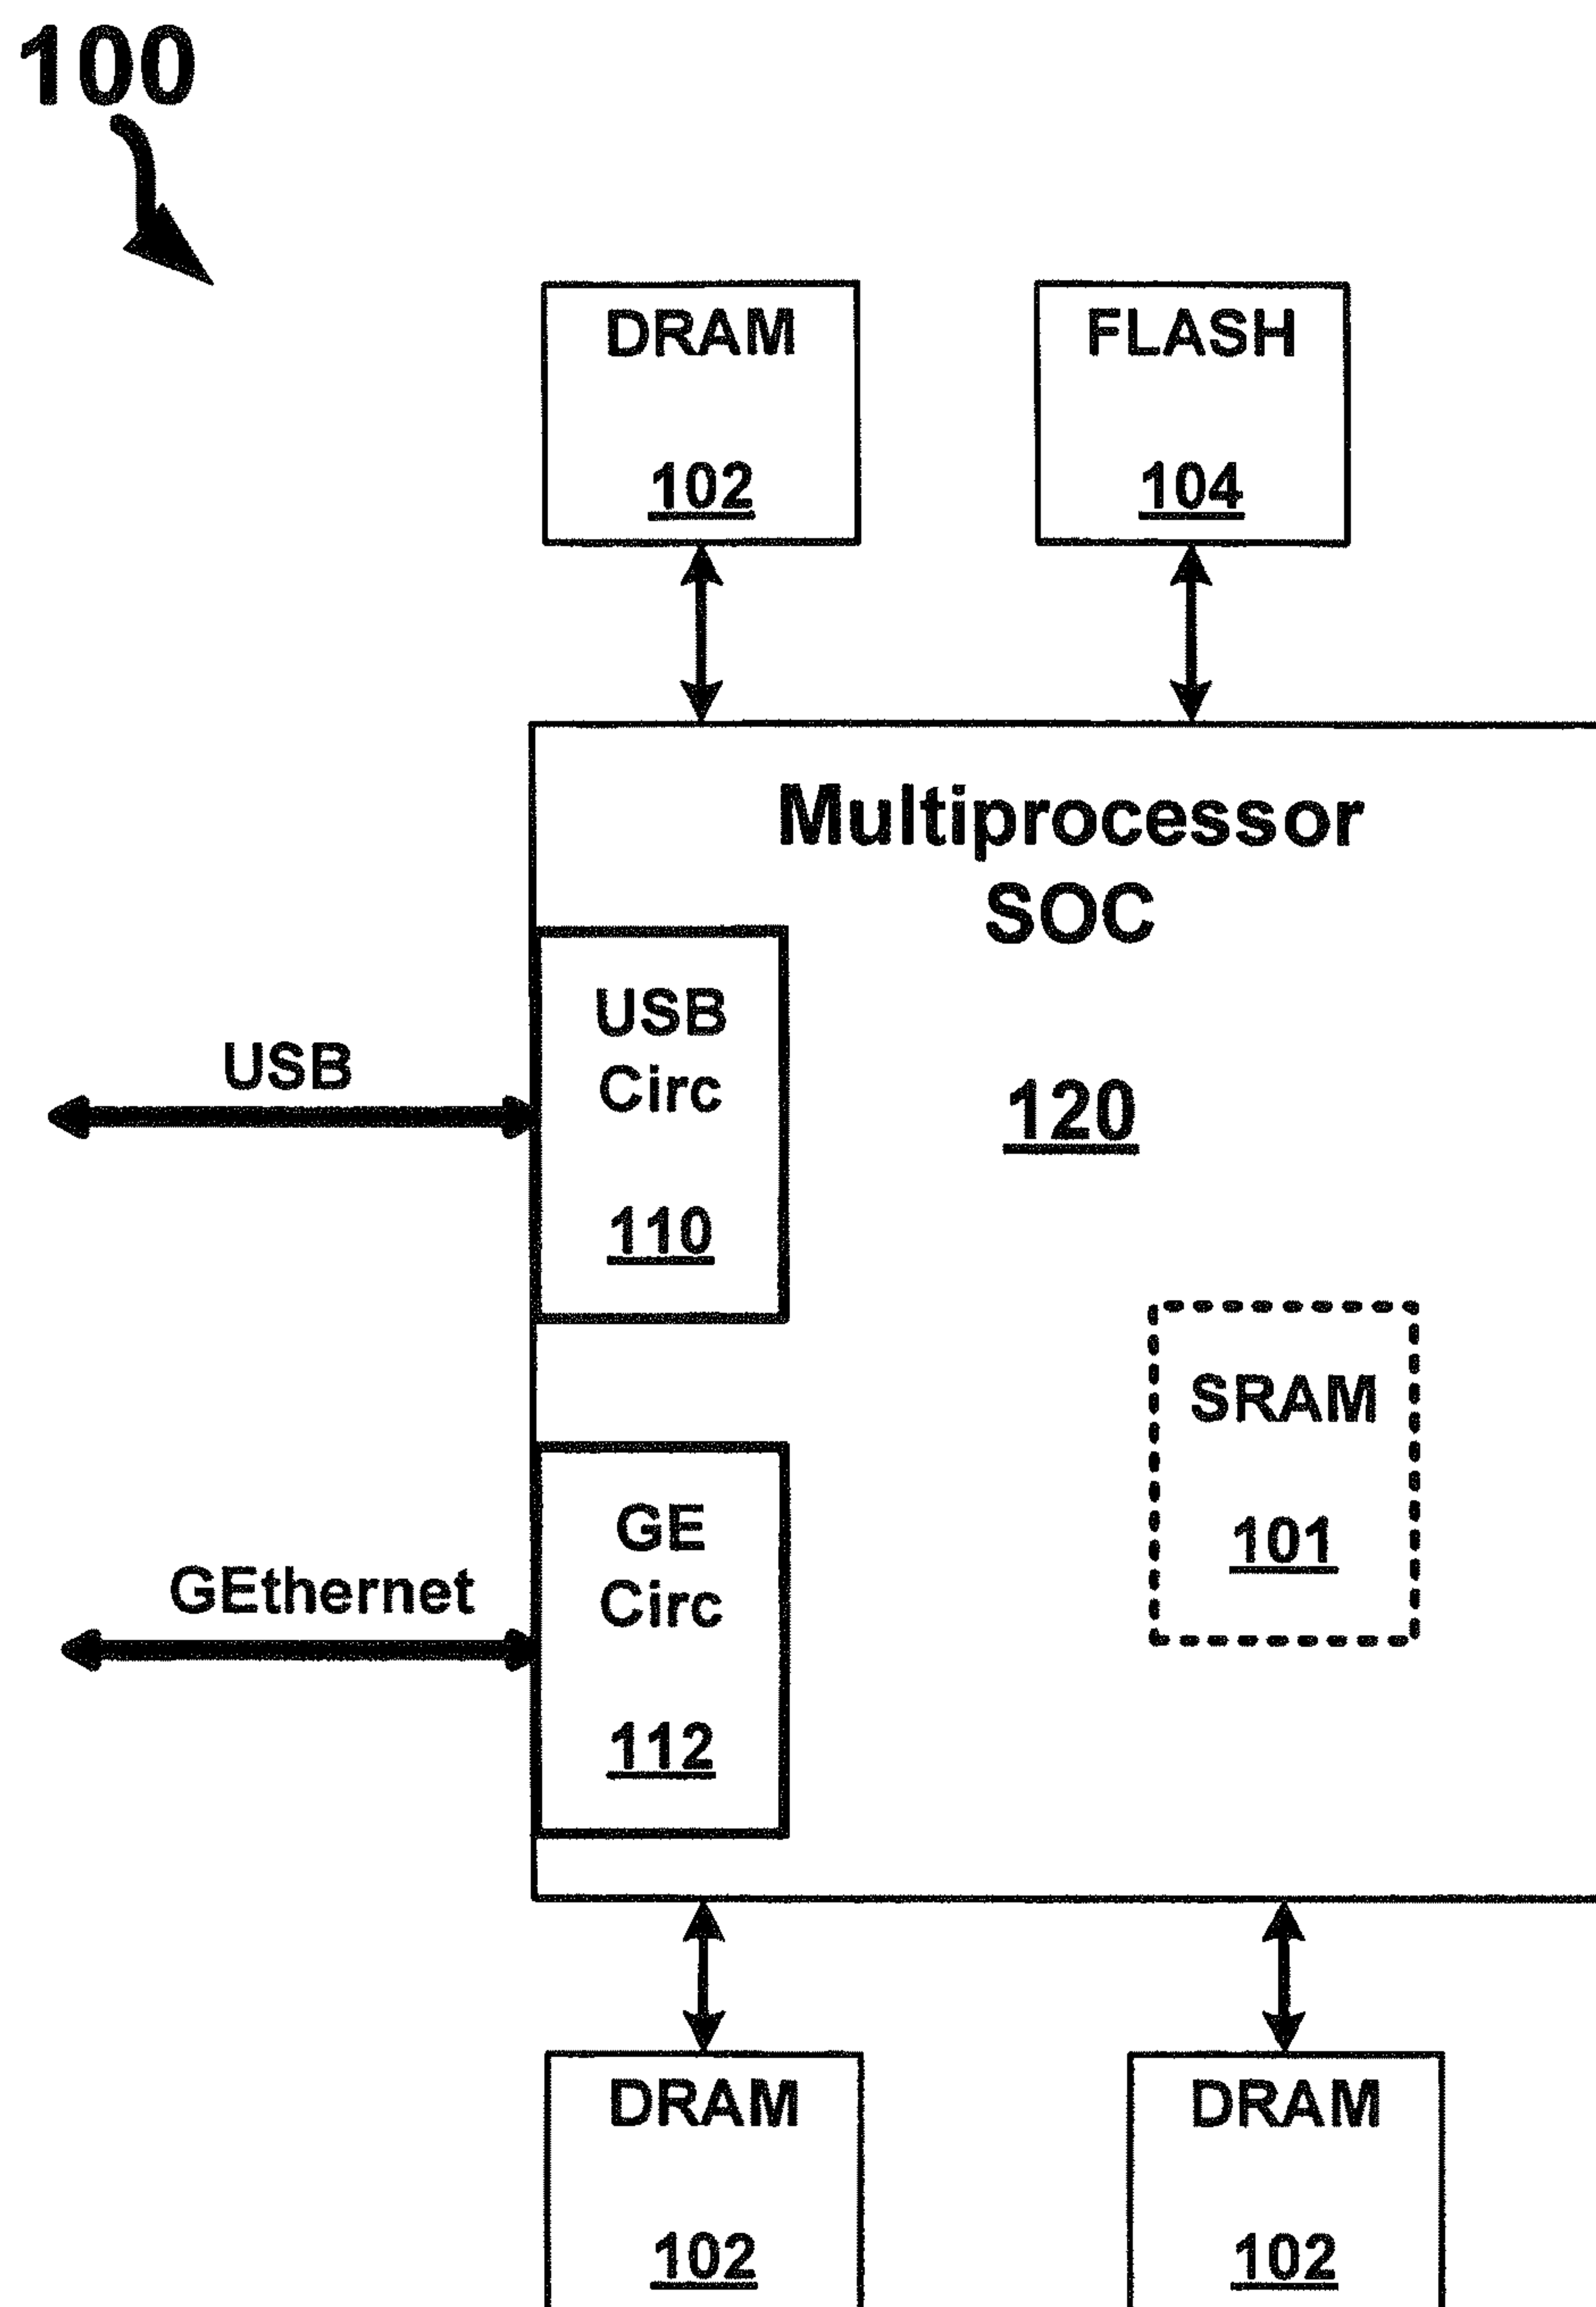 100
DRAM
102
FLASH
104
Multiprocessor
SOC
120
USB
USB
Circ
110
SRAM
101
GEthernet
GE
Circ
112
DRAM
102
DRAM
102